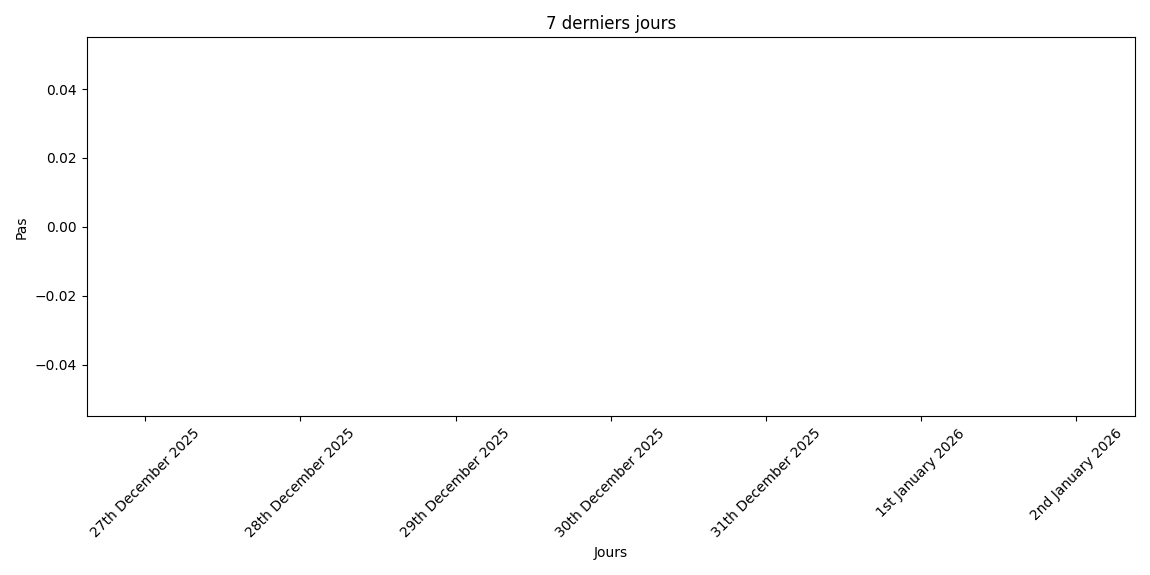 7 derniers jours
0.04
0.02
0.00
−0.02
−0.04
Pas
27th December 2025
28th December 2025
29th December 2025
30th December 2025
31th December 2025
1st January 2026
2nd January 2026
Jours